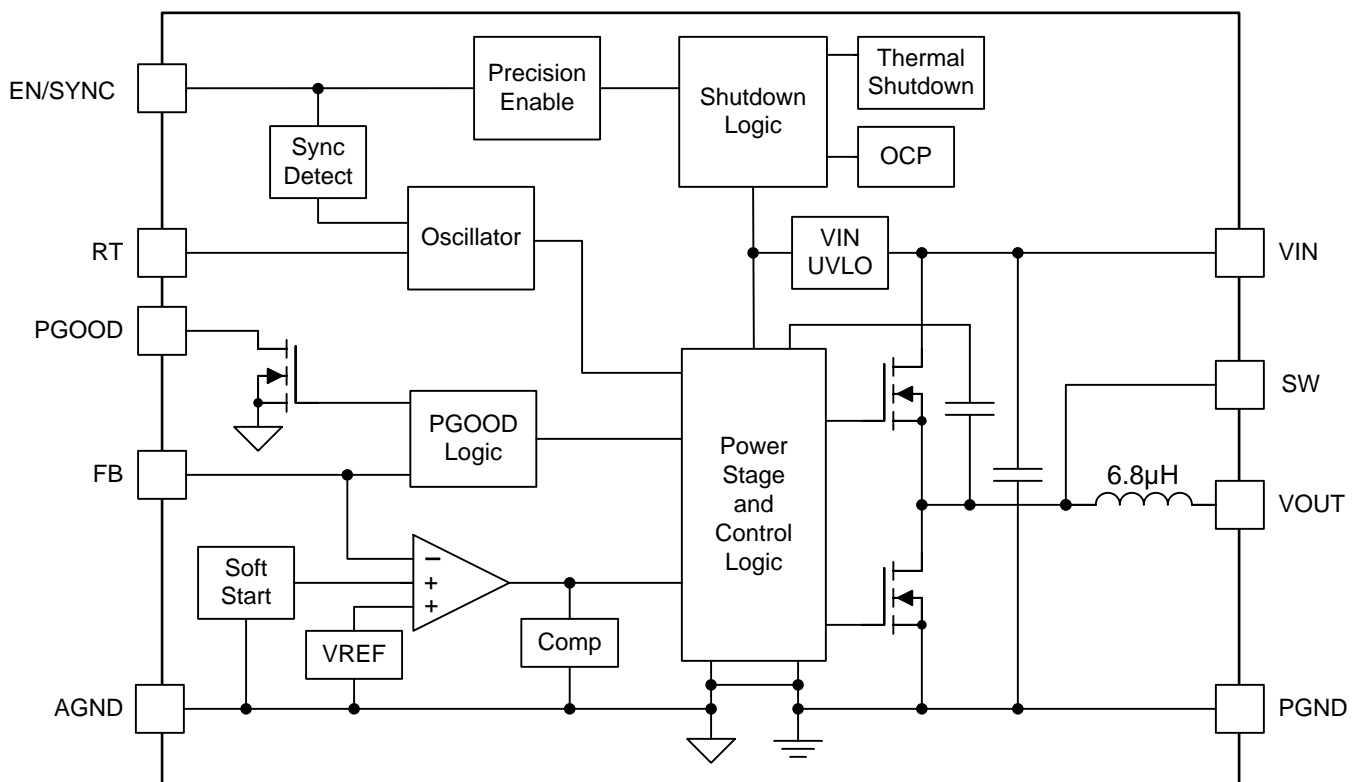 EN/SYNC
Precision
Enable
Shutdown
Logic
Thermal
Shutdown
OCP
Sync
Detect
RT
Oscillator
VIN
UVLO
VIN
PGOOD
PGOOD
Logic
SW
FB
Power
Stage
and
Control
Logic
6.8µH
VOUT
Soft
Start
−
+
+
VREF
Comp
AGND
PGND